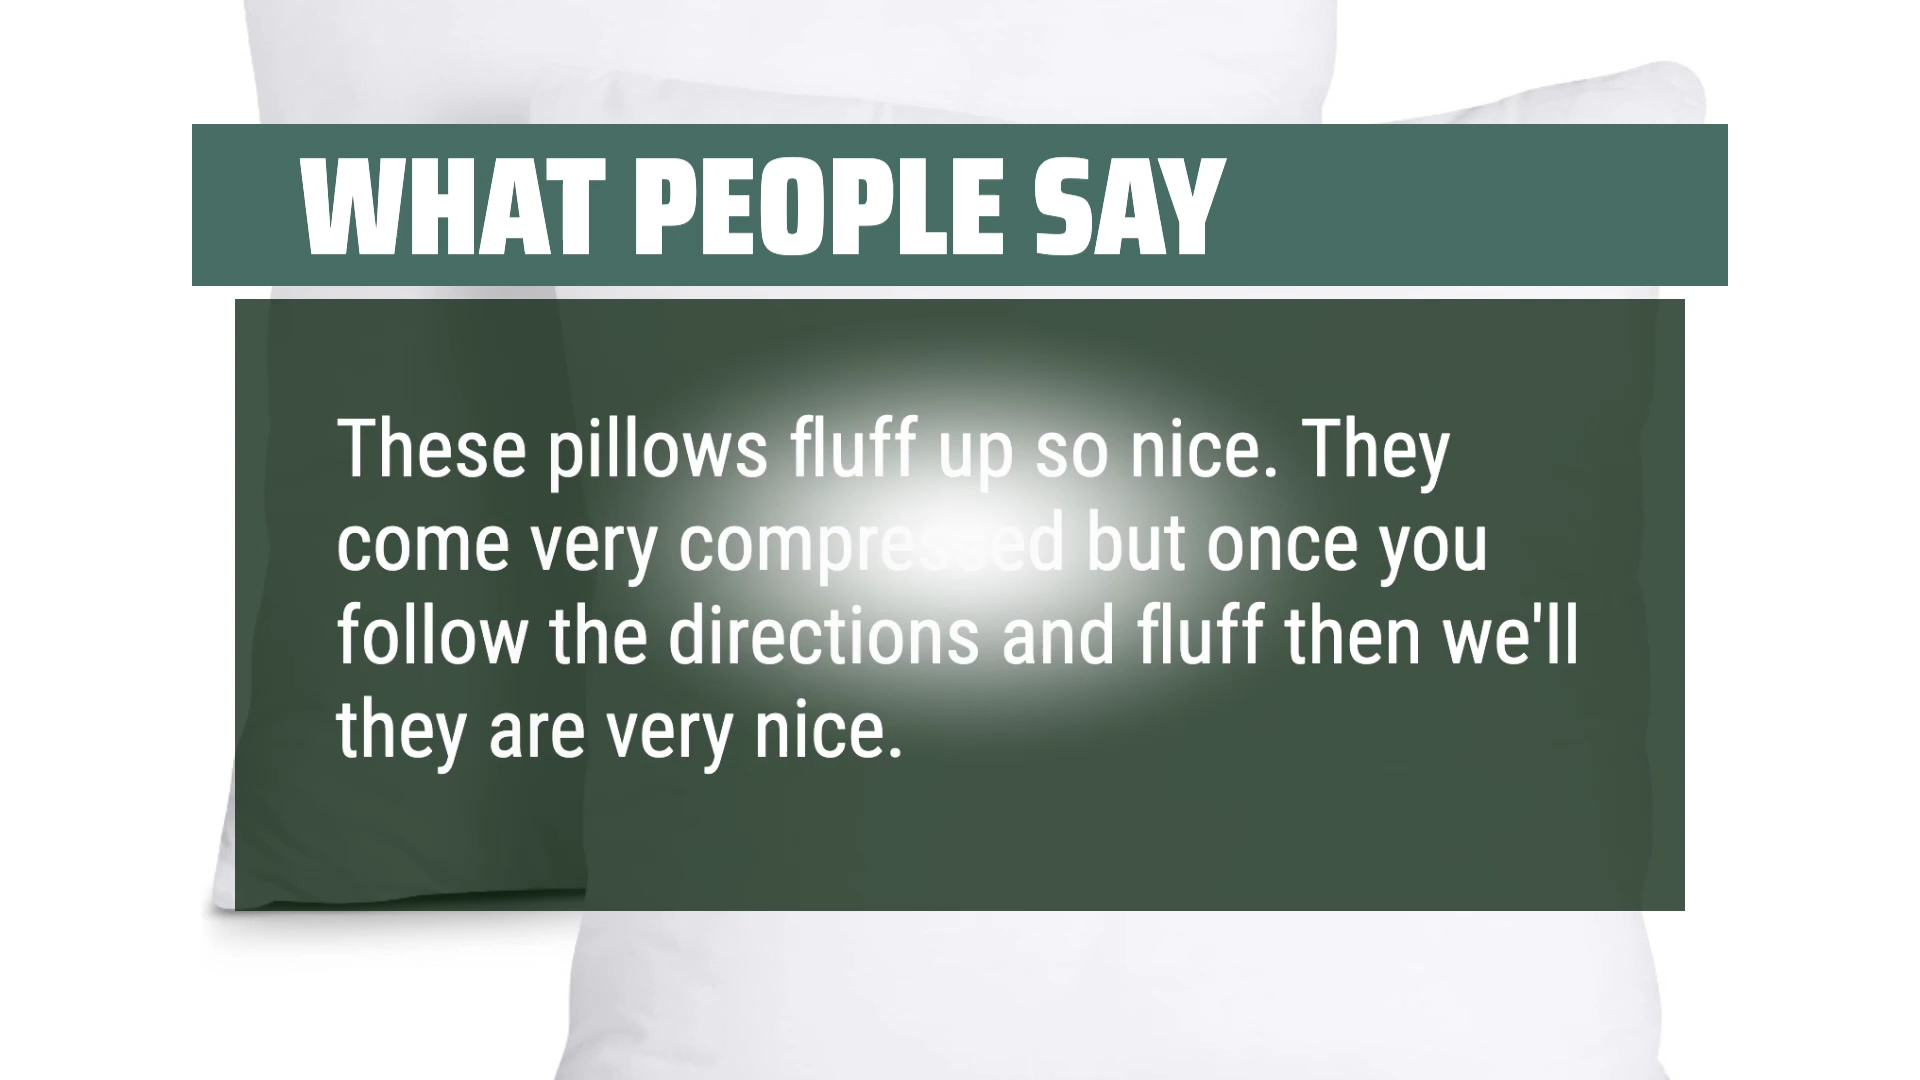 WHAT PEOPLE SAY
These pillows fluff up so nice. They
come very compressed but once you
follow the directions and fluff then we'll
they are very nice.